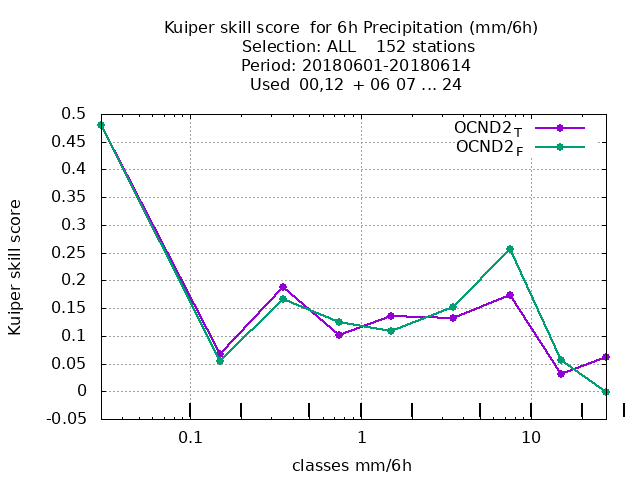 Kuiper skill score  for 6h Precipitation (mm/6h)
Selection: ALL    152 stations
Period: 20180601-20180614
Used  00,12  + 06 07 ... 24
OCND2_T
OCND2_F
0.5
0.45
0.4
0.35
0.3
0.25
0.2
0.15
0.1
0.05
0
-0.05
Kuiper skill score
0.1
1
10
classes mm/6h